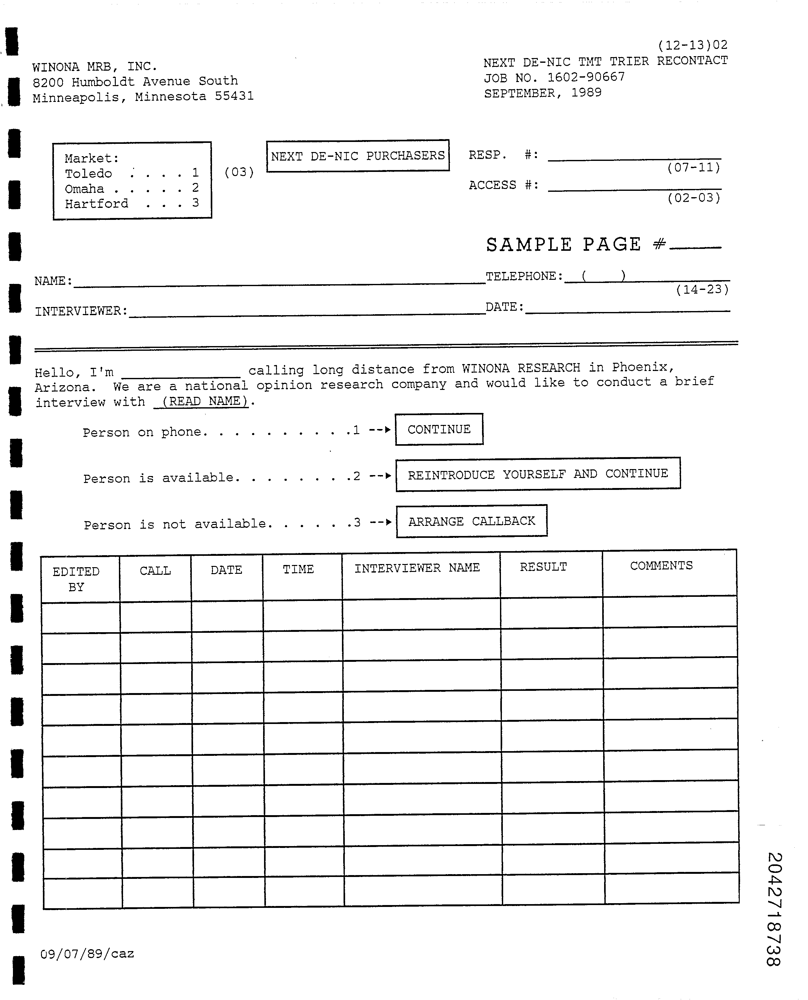 (12-13)02
WINONA MRB, INC.
8200 Humboldt Avenue South
Minneapolis, Minnesota 55431
NEXT DE-NIC TMT TRIER RECONTACT
JOB NO. 1602-90667
SEPTEMBER, 1989
Market:
Toledo . . . . 1 (03)
Omaha . . . . . 2
Hartford . . . 3
NEXT DE-NIC PURCHASERS
RESP. #: ____________
(07-11)
ACCESS #: ____________
(02-03)
SAMPLE PAGE #____
NAME:____________ TELEPHONE: ( )
(14-23)
INTERVIEWER:____________ DATE:____________
Hello, I'm ____________ calling long distance from WINONA RESEARCH in Phoenix,
Arizona. We are a national opinion research company and would like to conduct a brief
interview with (READ NAME).
Person on phone. . . . . . . . . . .1 --> CONTINUE
Person is available. . . . . . . . .2 --> REINTRODUCE YOURSELF AND CONTINUE
Person is not available. . . . . . .3 --> ARRANGE CALLBACK
EDITED BY CALL DATE TIME INTERVIEWER NAME RESULT COMMENTS
09/07/89/caz
2042718738